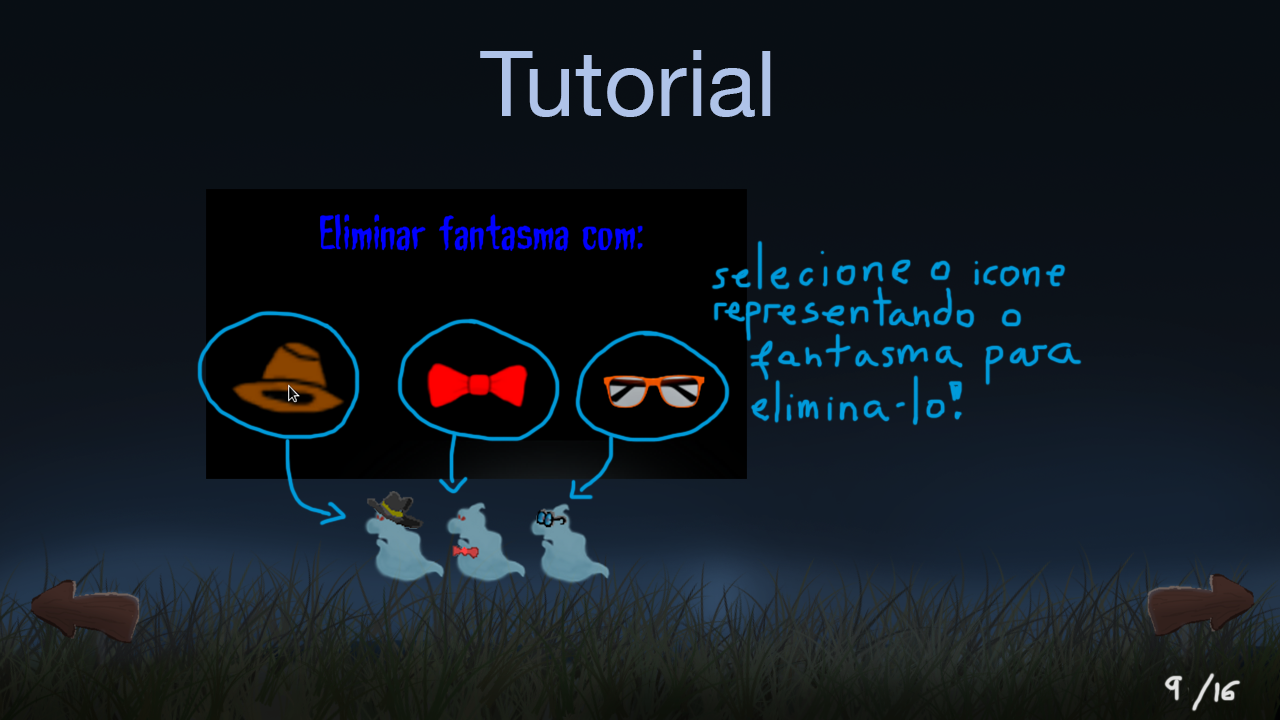 Tutorial
Eliminar fantasma com:
selecione o icone
representando o
fantasma para
elimina-lo!
9/16